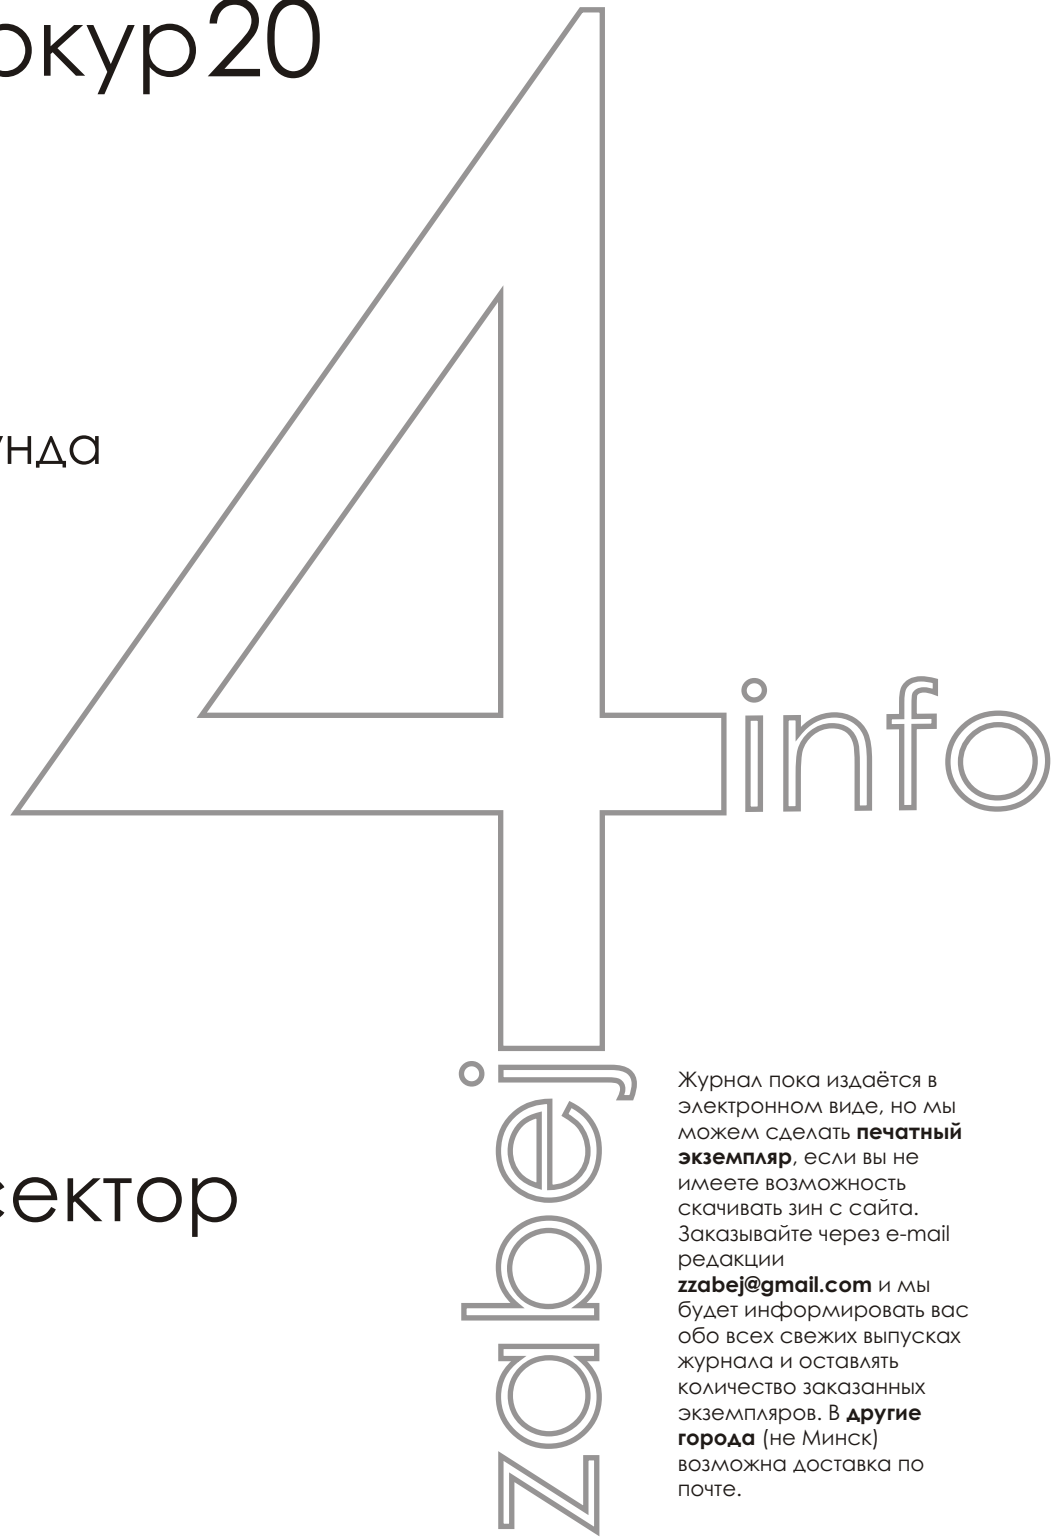 окур20
унда
4
info
zabej
сектор
Журнал пока издаётся в
электронном виде, но мы
можем сделать печатный
экземпляр, если вы не
имеете возможность
скачивать зин с сайта.
Заказывайте через e-mail
редакции
zzabej@gmail.com и мы
будет информировать вас
обо всех свежих выпусках
журнала и оставлять
количество заказанных
экземпляров. В другие
города (не Минск)
возможна доставка по
почте.